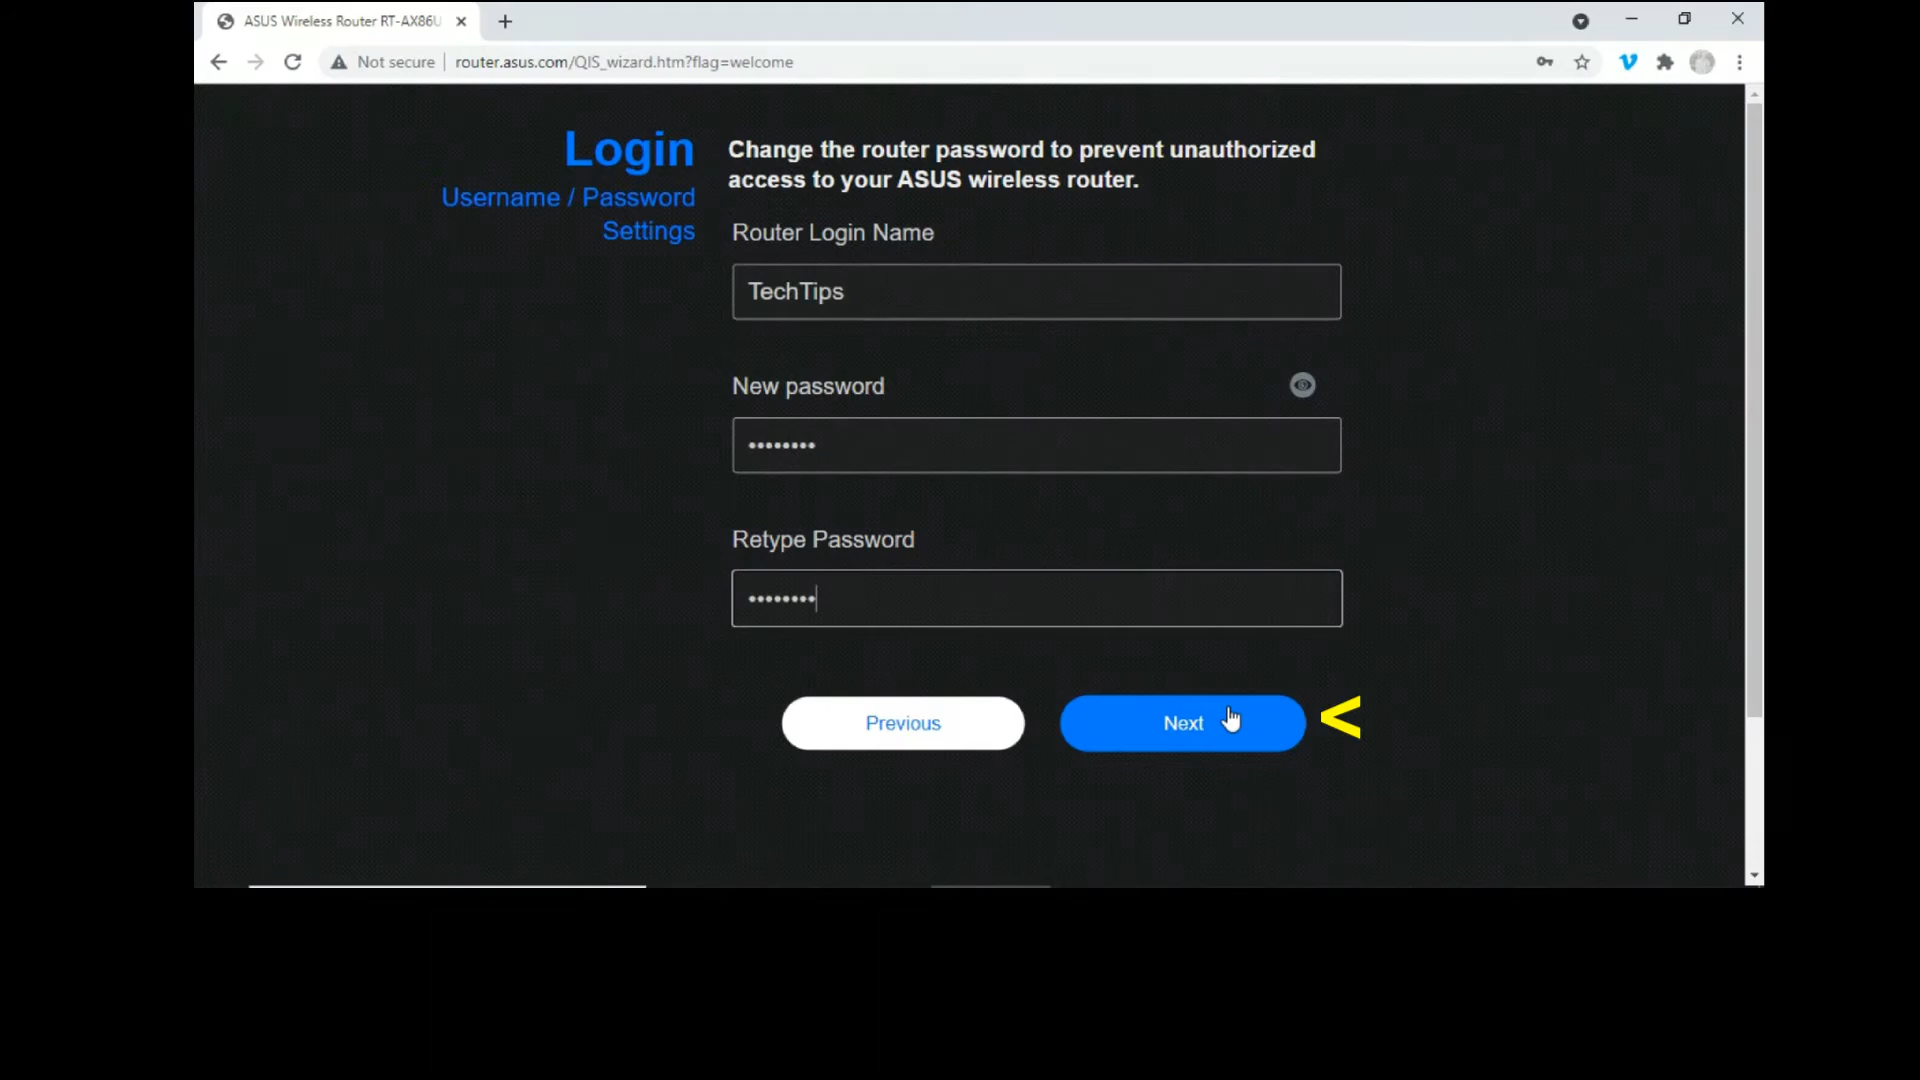 ASUS Wireless Router RT-AX86U
Not secure | router.asus.com/QIS_wizard.htm?flag=welcome
Login
Username / Password
Settings
Change the router password to prevent unauthorized
access to your ASUS wireless router.
Router Login Name
TechTips
New password
••••••••
Retype Password
••••••••
Previous
Next
<